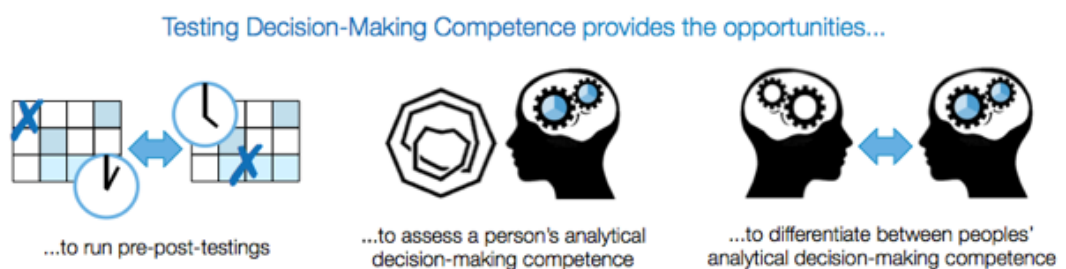 Testing Decision-Making Competence provides the opportunities...
...to run pre-post-testings
...to assess a person's analytical
decision-making competence
...to differentiate between peoples'
analytical decision-making competence